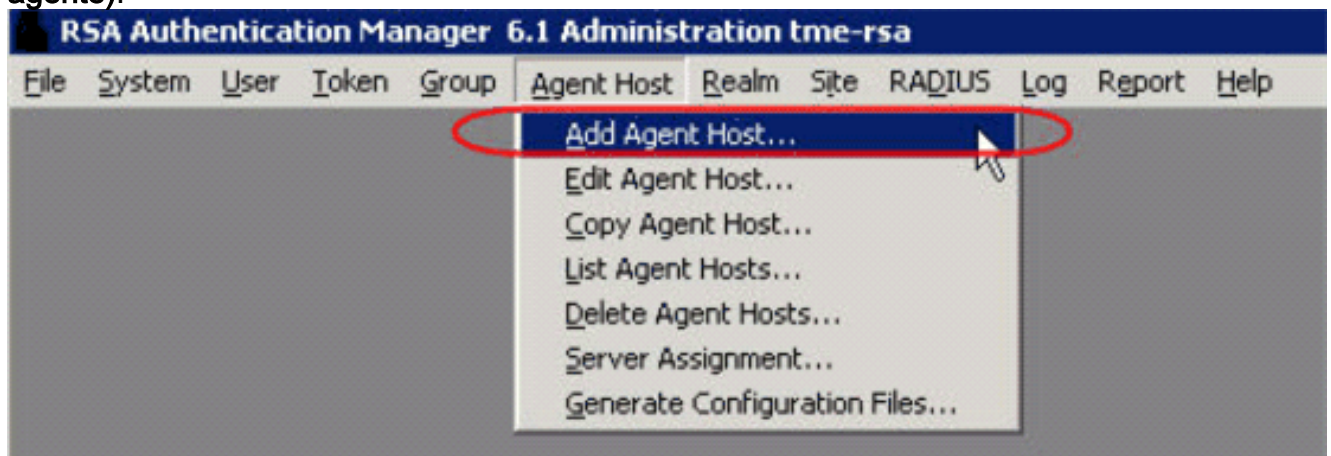 agents).
RSA Authentication Manager 6.1 Administration tme-rsa
File System User Token Group Agent Host Realm Site RADIUS Log Report Help
Add Agent Host...
Edit Agent Host...
Copy Agent Host...
List Agent Hosts...
Delete Agent Hosts...
Server Assignment...
Generate Configuration Files...